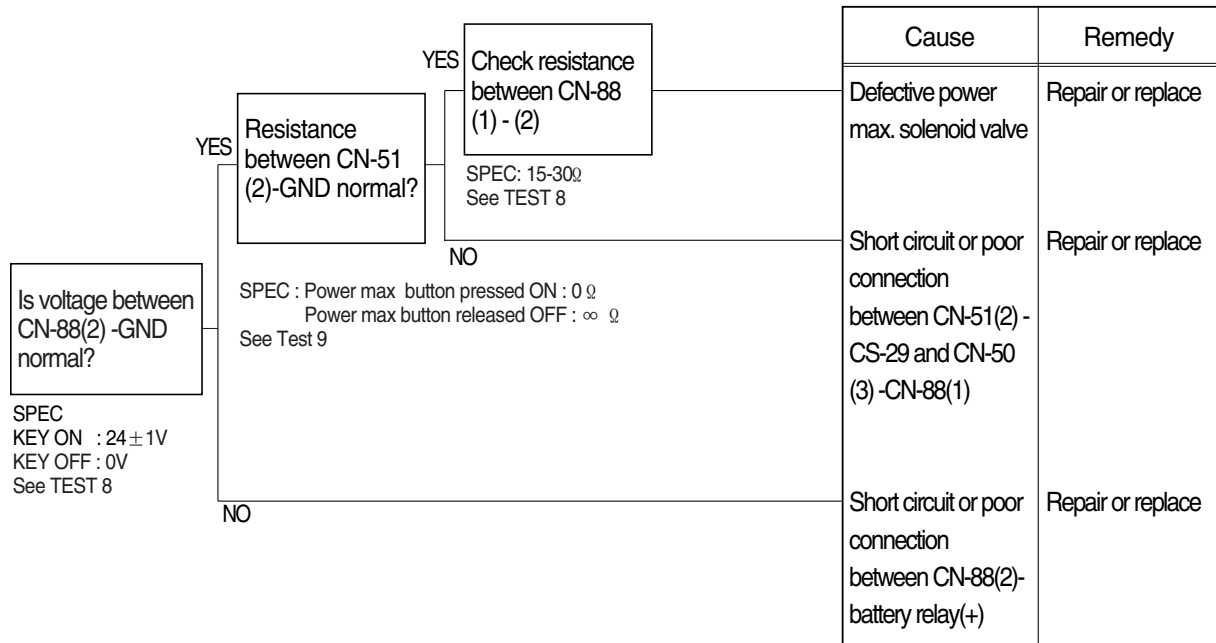 Is voltage between
CN-88(2) -GND
normal?
SPEC
KEY ON : 24±1V
KEY OFF : 0V
See TEST 8
YES
NO
Resistance
between CN-51
(2)-GND normal?
SPEC : Power max button pressed ON : 0 Ω
Power max button released OFF : ∞ Ω
See Test 9
YES
NO
Check resistance
between CN-88
(1) - (2)
SPEC: 15-30Ω
See TEST 8
Cause Remedy
Defective power Repair or replace
max. solenoid valve
Short circuit or poor Repair or replace
connection
between CN-51(2) -
CS-29 and CN-50
(3) -CN-88(1)
Short circuit or poor Repair or replace
connection
between CN-88(2)-
battery relay(+)